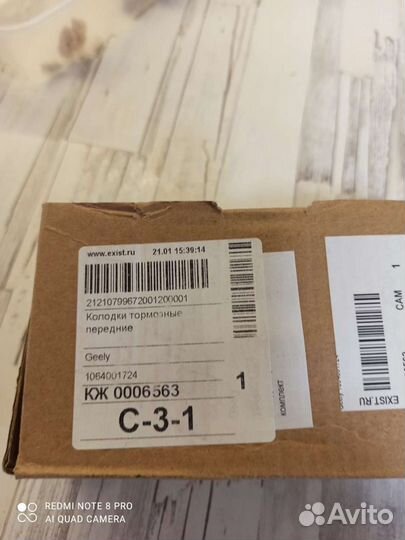 www.exist.ru 21.01 15:39:14
21210799672001200001
Колодки тормозные
передние
Geely
1064001724
КЖ 0006563
1
C-3-1
КОМПЛЕКТ
EXIST.RU
САМ 1
REDMI NOTE 8 PRO
AI QUAD CAMERA
Avito